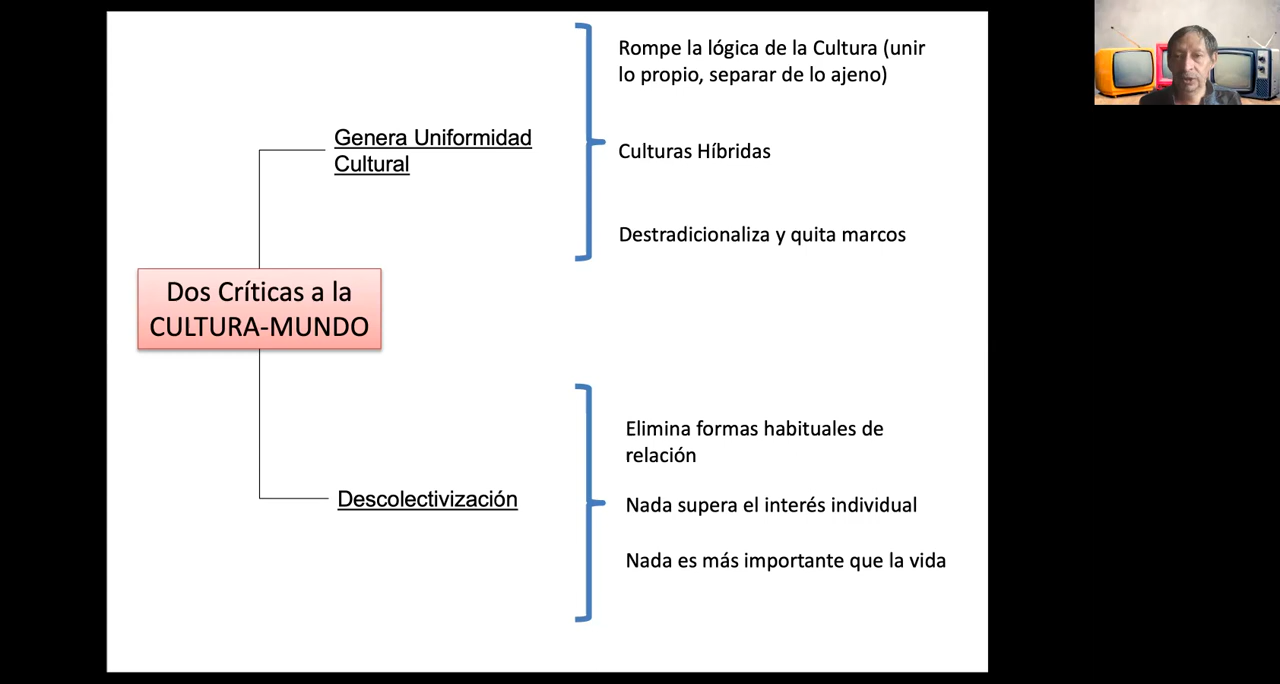 Rompe la lógica de la Cultura (unir
lo propio, separar de lo ajeno)
Genera Uniformidad
Cultural
Culturas Híbridas
Destradicionaliza y quita marcos
Dos Críticas a la
CULTURA-MUNDO
Elimina formas habituales de
relación
Descolectivización
Nada supera el interés individual
Nada es más importante que la vida